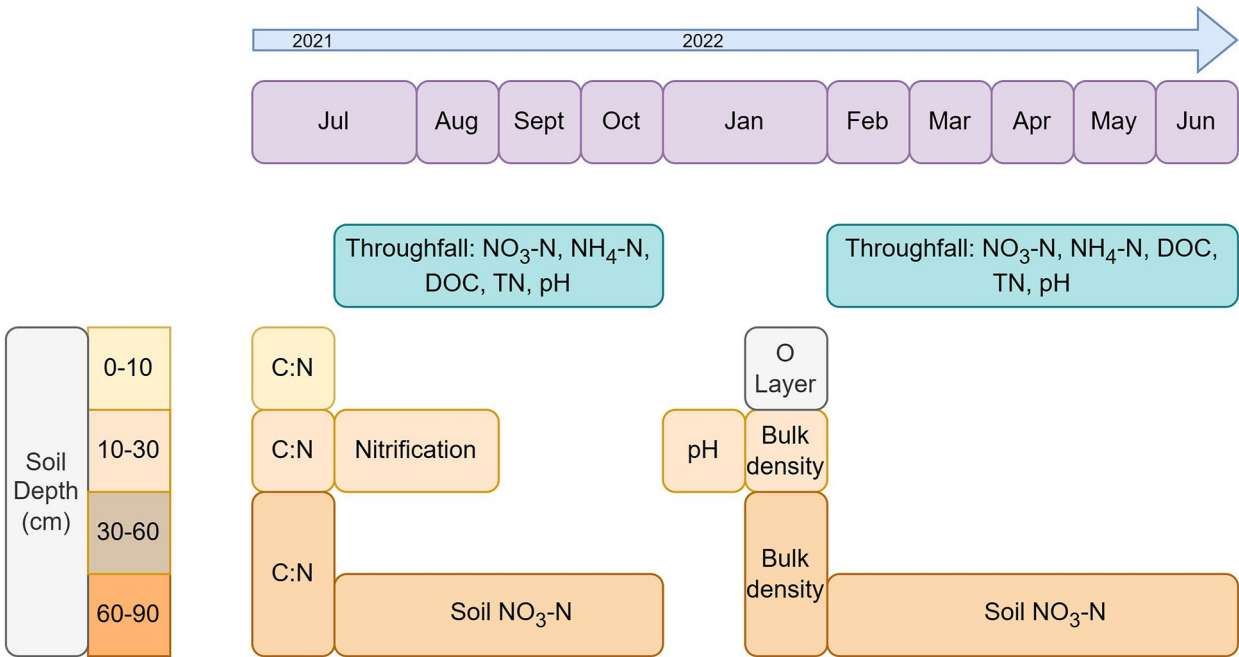 2021
2022
Jul
Aug
Sept
Oct
Jan
Feb
Mar
Apr
May
Jun
Throughfall: NO₃-N, NH₄-N,
DOC, TN, pH
Throughfall: NO₃-N, NH₄-N, DOC,
TN, pH
Soil
Depth
(cm)
0-10
10-30
30-60
60-90
C:N
C:N
Nitrification
C:N
Soil NO₃-N
O
Layer
pH
Bulk
density
Bulk
density
Soil NO₃-N